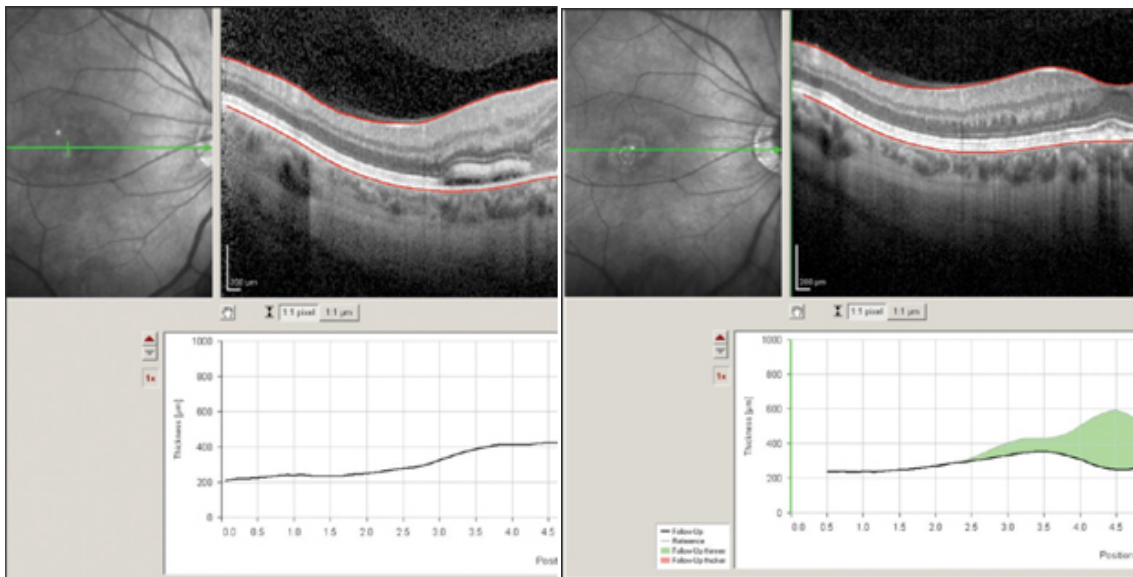 200 µm
1:1 pixel 1:1 µm
1x
Thickness [µm]
1000
800
600
400
200
0
0.0 0.5 1.0 1.5 2.0 2.5 3.0 3.5 4.0 4.5
Positi
200 µm
1:1 pixel 1:1 µm
1x
Thickness [µm]
1000
800
600
400
200
0
0.0 0.5 1.0 1.5 2.0 2.5 3.0 3.5 4.0 4.5
Position
Follow-Up
Reference
Follow-Up thinner
Follow-Up thicker